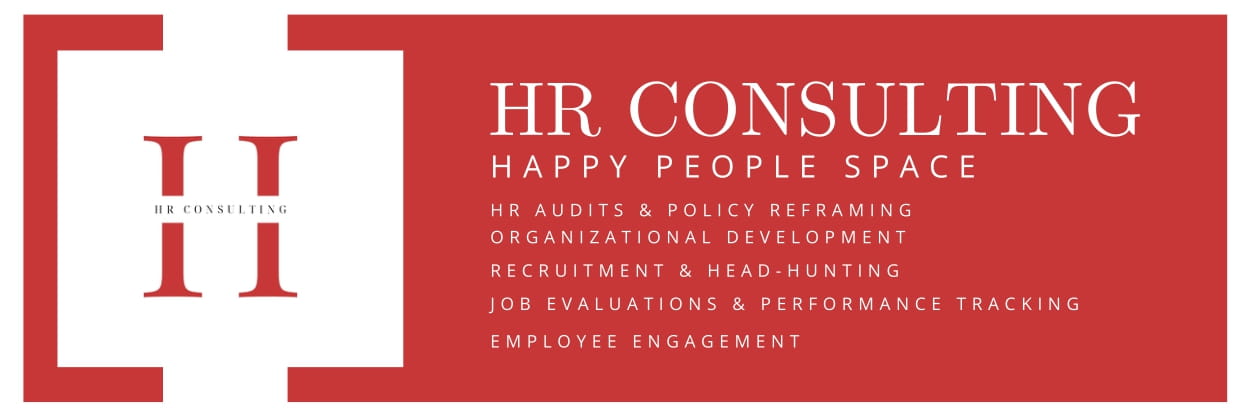 H
HR CONSULTING
HR CONSULTING
HAPPY PEOPLE SPACE
HR AUDITS & POLICY REFRAMING
ORGANIZATIONAL DEVELOPMENT
RECRUITMENT & HEAD-HUNTING
JOB EVALUATIONS & PERFORMANCE TRACKING
EMPLOYEE ENGAGEMENT